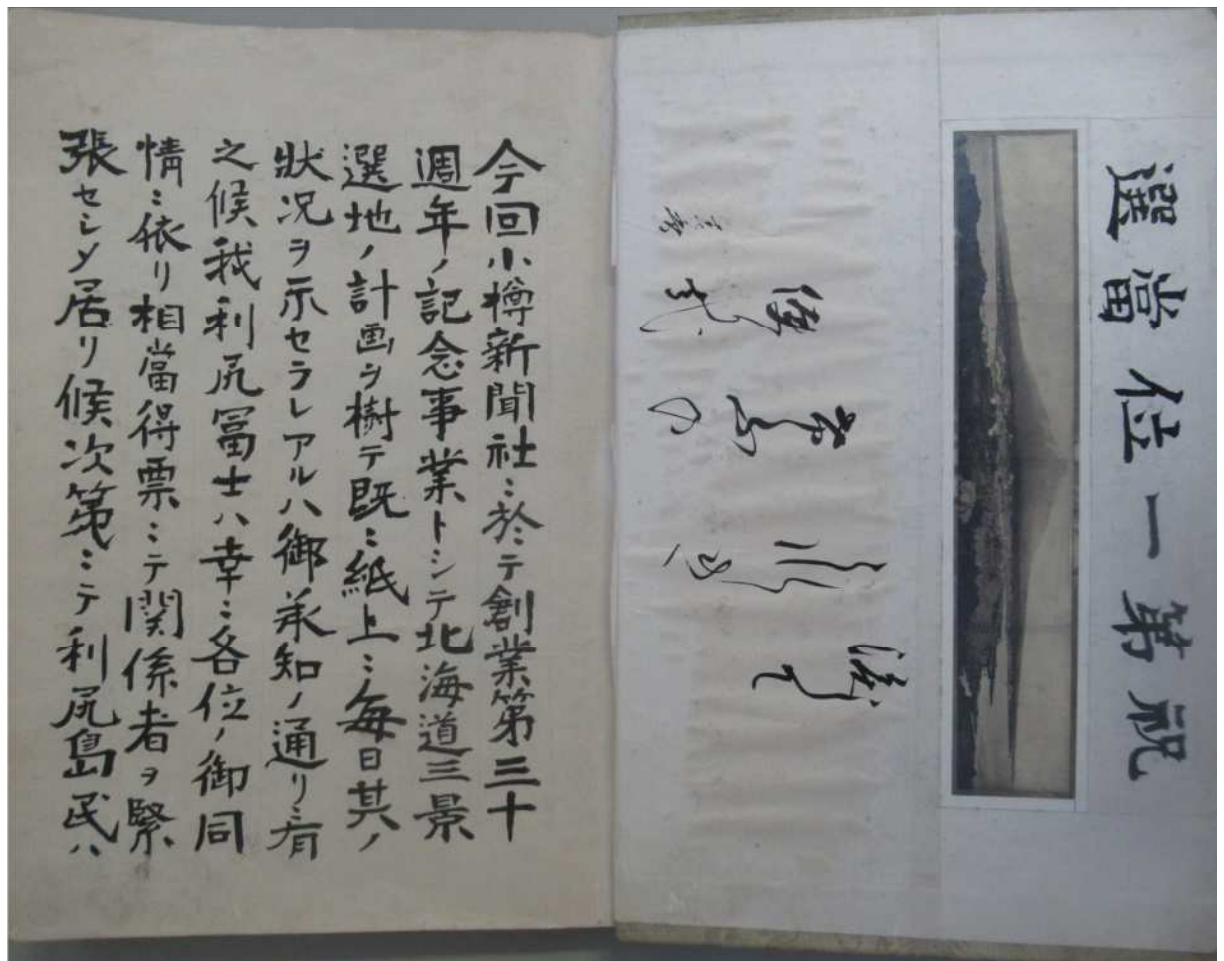 祝第一位當選
今回小樽新聞社ニ於テ創業第三十
週年ノ記念事業トシテ北海道三景
選地ノ計画ヲ樹テ既ニ紙上ニ每日其ノ
狀况ヲ示セラレアルハ御承知ノ通リニ有
之候我利尻冨士ハ幸ニ各位ノ御同
情ニ依リ相當得票ニテ関係者ヲ緊
張セシメ居リ候次第ニテ利尻島民ハ